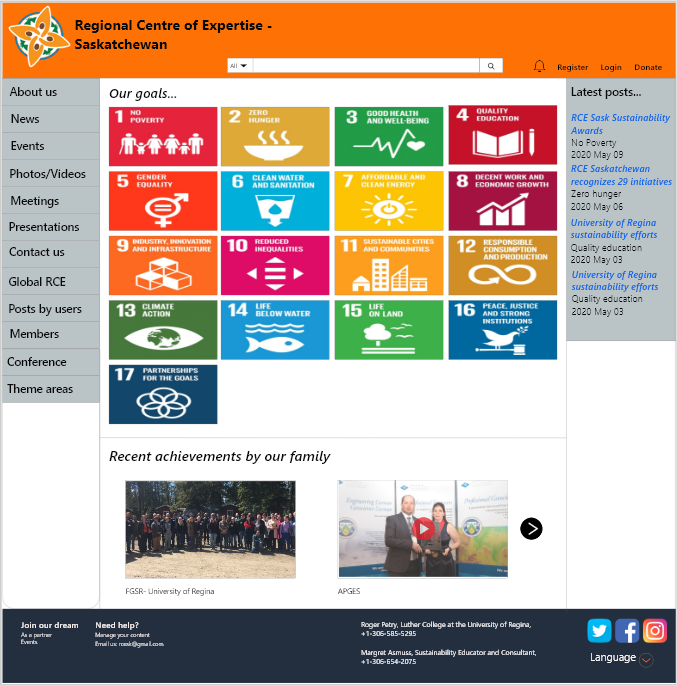 Regional Centre of Expertise -
Saskatchewan
All
Register Login Donate
About us
News
Events
Photos/Videos
Meetings
Presentations
Contact us
Global RCE
Posts by users
Members
Conference
Theme areas
Our goals...
1 NO
POVERTY
2 ZERO
HUNGER
3 GOOD HEALTH
AND WELL-BEING
4 QUALITY
EDUCATION
5 GENDER
EQUALITY
6 CLEAN WATER
AND SANITATION
7 AFFORDABLE AND
CLEAN ENERGY
8 DECENT WORK AND
ECONOMIC GROWTH
9 INDUSTRY, INNOVATION
AND INFRASTRUCTURE
10 REDUCED
INEQUALITIES
11 SUSTAINABLE CITIES
AND COMMUNITIES
12 RESPONSIBLE
CONSUMPTION
AND PRODUCTION
13 CLIMATE
ACTION
14 LIFE
BELOW WATER
15 LIFE
ON LAND
16 PEACE, JUSTICE
AND STRONG
INSTITUTIONS
17 PARTNERSHIPS
FOR THE GOALS
Latest posts...
RCE Sask Sustainability
Awards
No Poverty
2020 May 09
RCE Saskatchewan
recognizes 29 initiatives
Zero hunger
2020 May 06
University of Regina
sustainability efforts
Quality education
2020 May 03
University of Regina
sustainability efforts
Quality education
2020 May 03
Recent achievements by our family
FGSR- University of Regina
APGES
Join our dream
As a partner
Events
Need help?
Manage your content
Email us: rcesk@gmail.com
Roger Petry, Luther College at the University of Regina,
+1-306-585-5295
Margret Asmuss, Sustainability Educator and Consultant,
+1-306-654-2075
Language